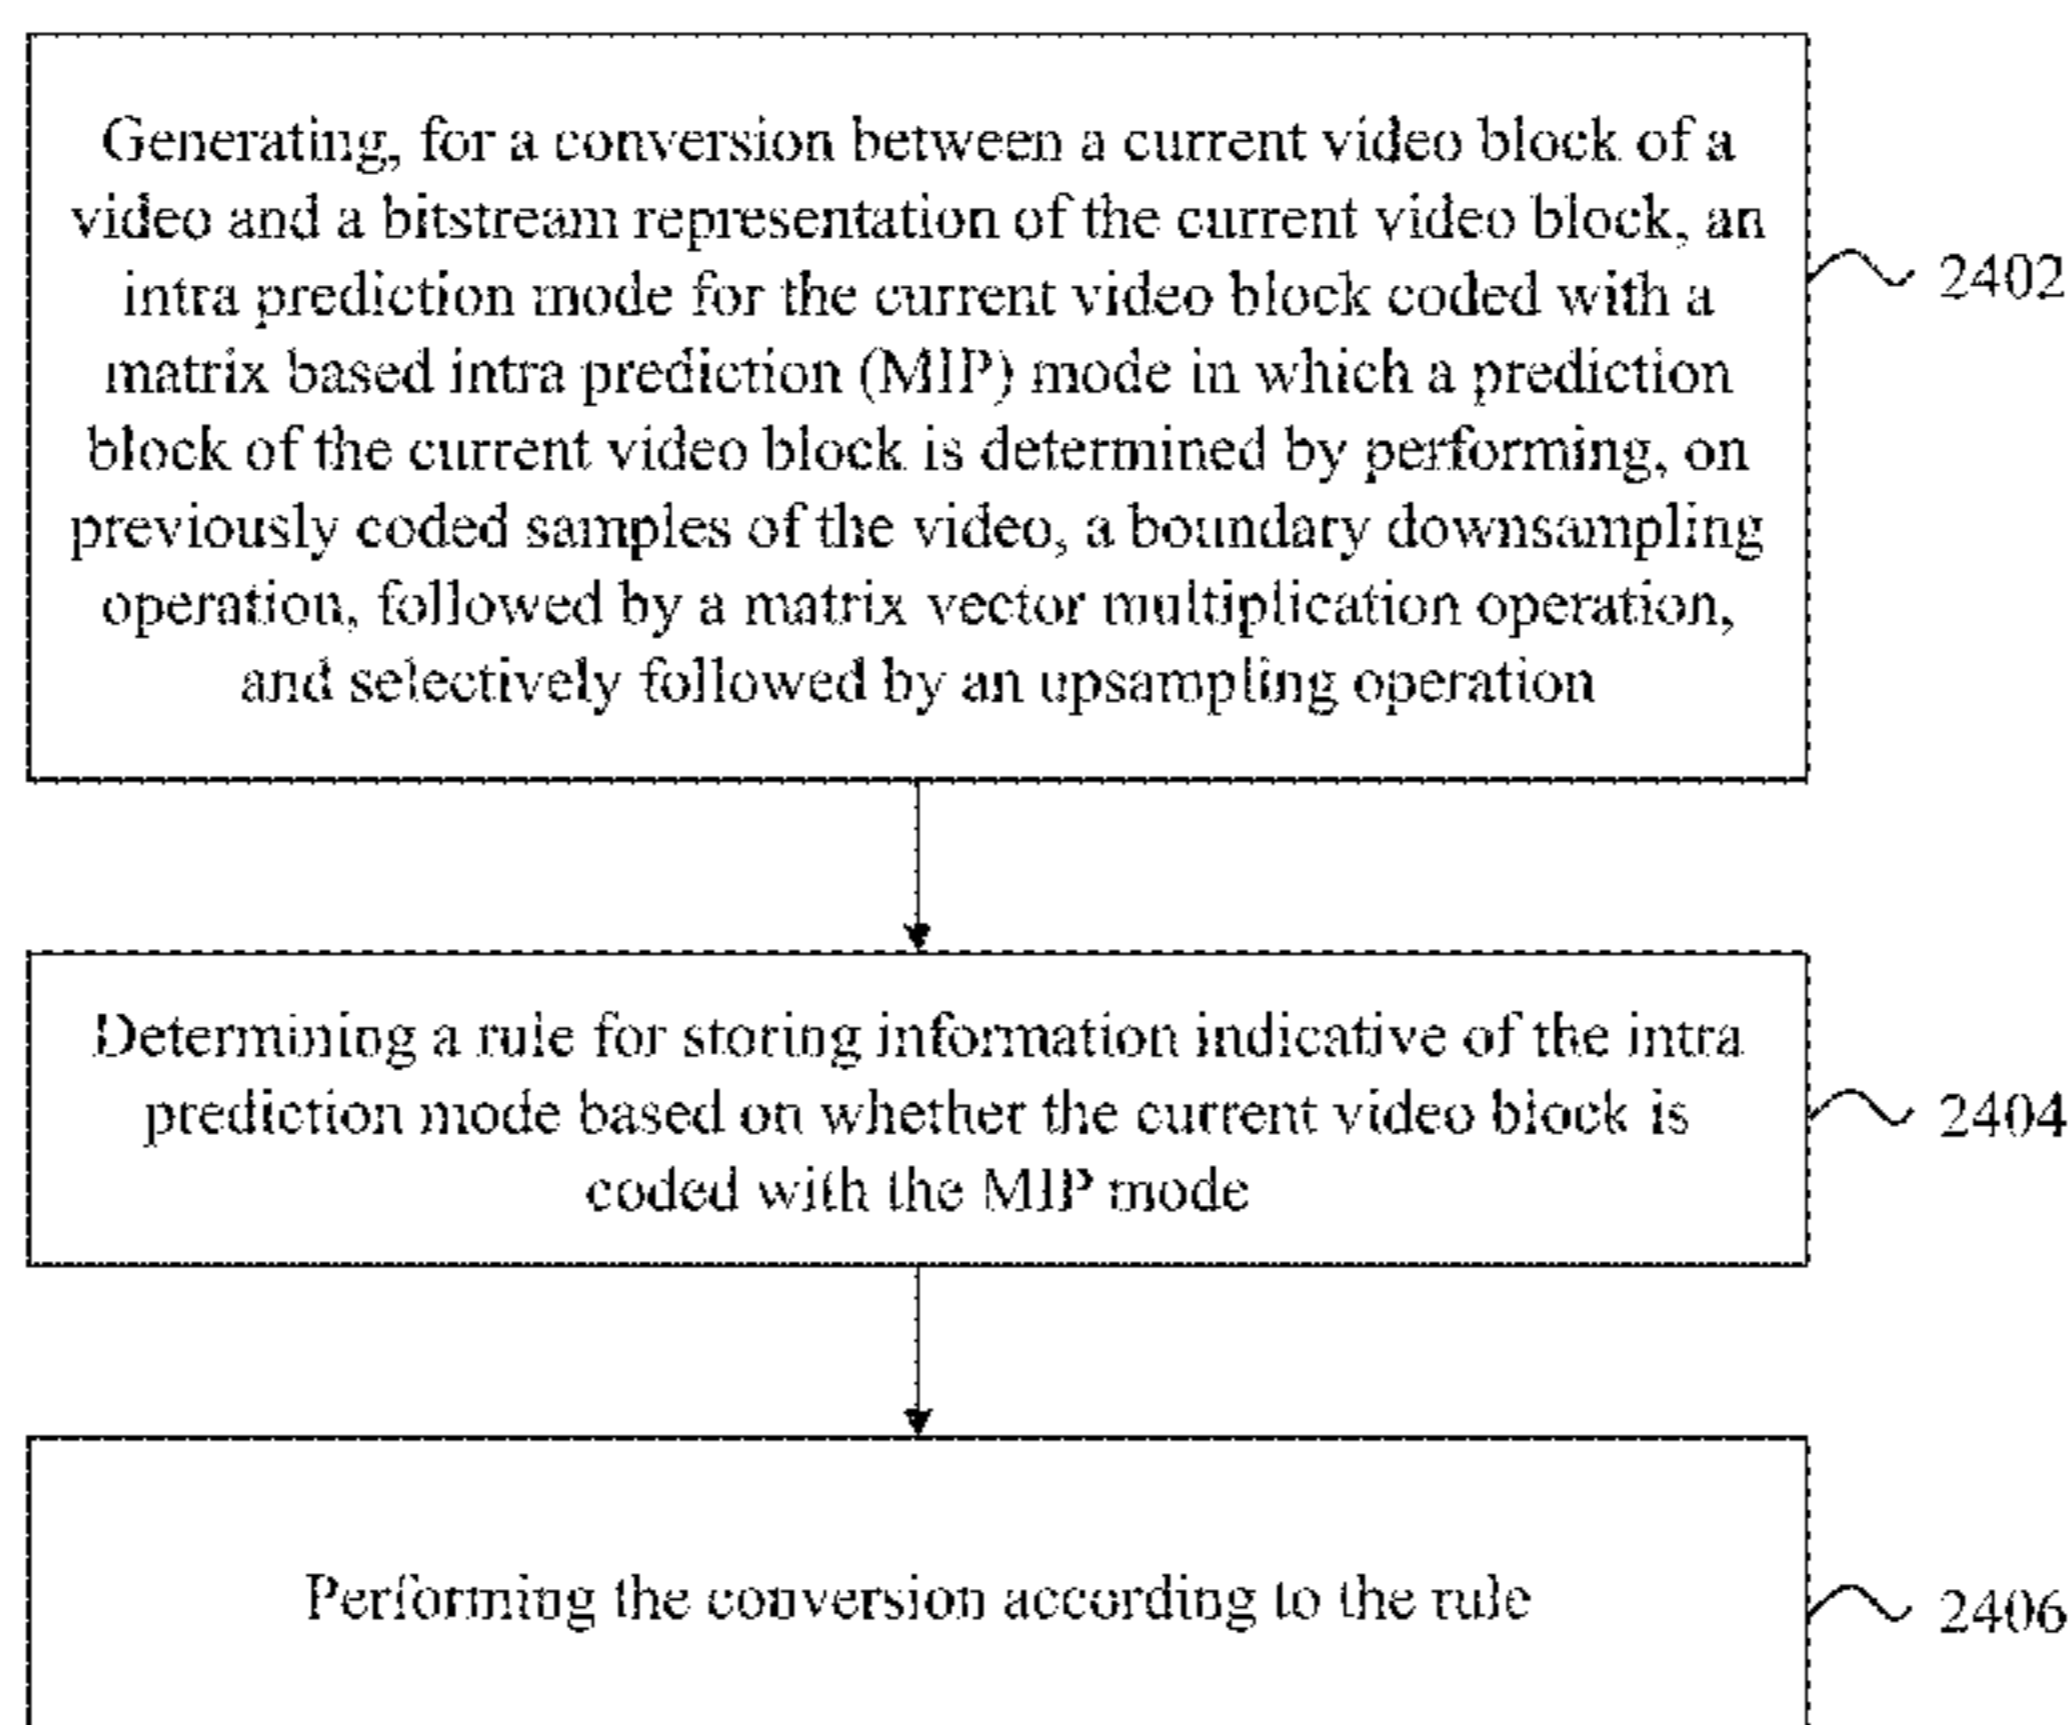 Generating, for a conversion between a current video block of a
video and a bitstream representation of the current video block, an
intra prediction mode for the current video block coded with a
matrix based intra prediction (MIP) mode in which a prediction
block of the current video block is determined by performing, on
previously coded samples of the video, a boundary downsampling
operation, followed by a matrix vector multiplication operation,
and selectively followed by an upsampling operation
2402
Determining a rule for storing information indicative of the intra
prediction mode based on whether the current video block is
coded with the MIP mode
2404
Performing the conversion according to the rule
2406